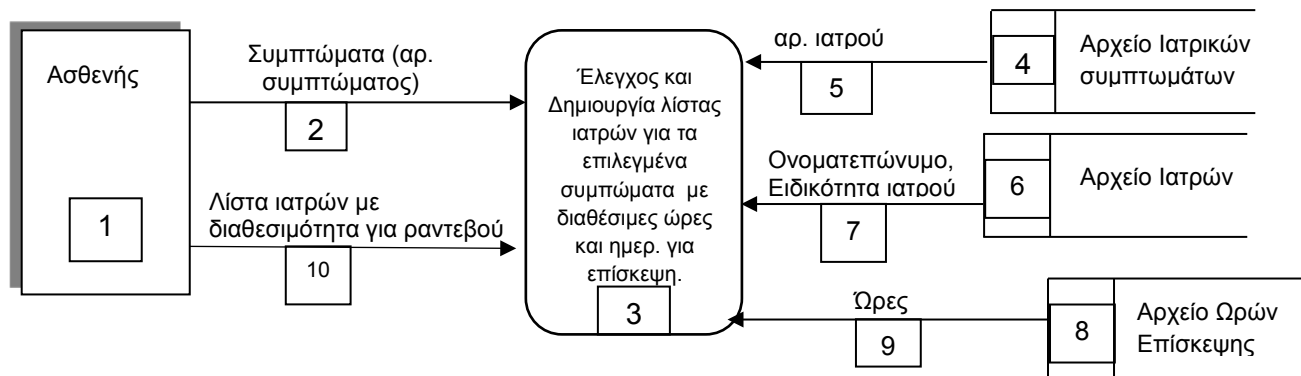 Ασθενής
1
Συμπτώματα (αρ.
συμπτώματος)
2
Λίστα ιατρών με
διαθεσιμότητα για ραντεβού
10
Έλεγχος και
Δημιουργία λίστας
ιατρών για τα
επιλεγμένα
συμπώματα με
διαθέσιμες ώρες
και ημερ. για
επίσκεψη.
3
αρ. ιατρού
5
4
Αρχείο Ιατρικών
συμπτωμάτων
Ονοματεπώνυμο,
Ειδικότητα ιατρού
7
6
Αρχείο Ιατρών
Ώρες
9
8
Αρχείο Ωρών
Επίσκεψης